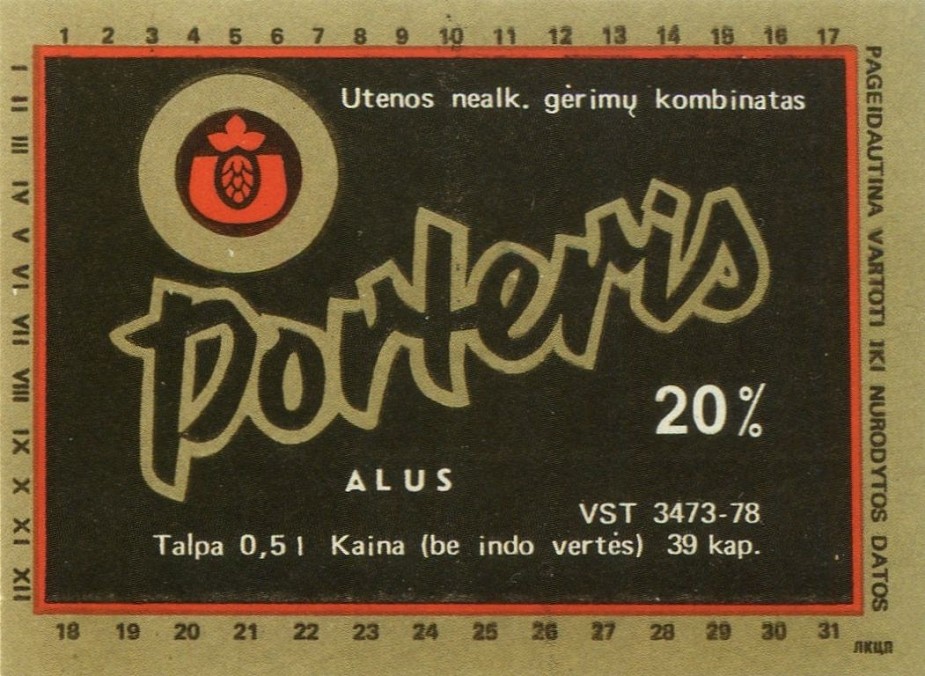 1 2 3 4 5 6 7 8 9 10 11 12 13 14 15 16 17
I
II
III
IV
V
VI
VII
VIII
IX
X
XI
XII
Utenos nealk. gėrimų kombinatas
Porteris
20%
ALUS
VST 3473-78
Talpa 0,5 l Kaina (be indo vertės) 39 kap.
PAGEIDAUTINA VARTOTI IKI NURODYTOS DATOS
18 19 20 21 22 23 24 25 26 27 28 29 30 31
ЛКЦП